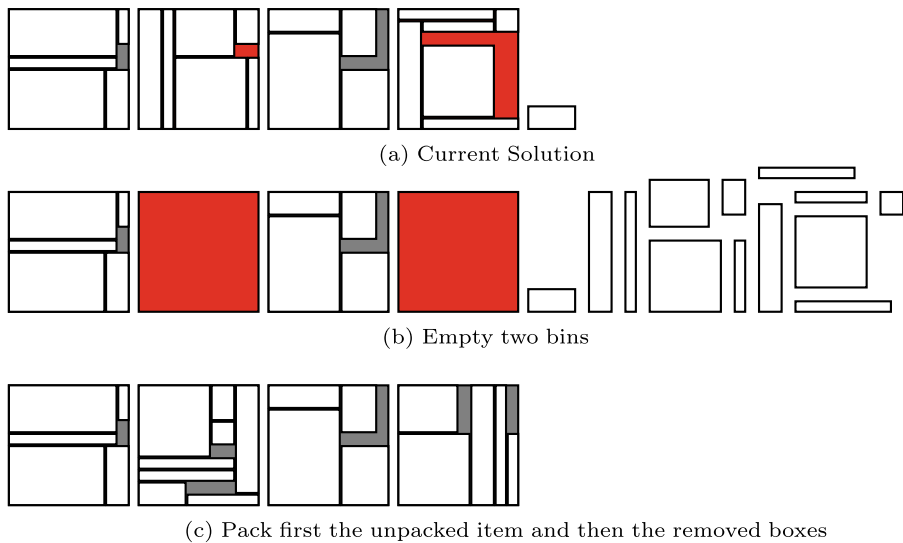 (a) Current Solution
(b) Empty two bins
(c) Pack first the unpacked item and then the removed boxes